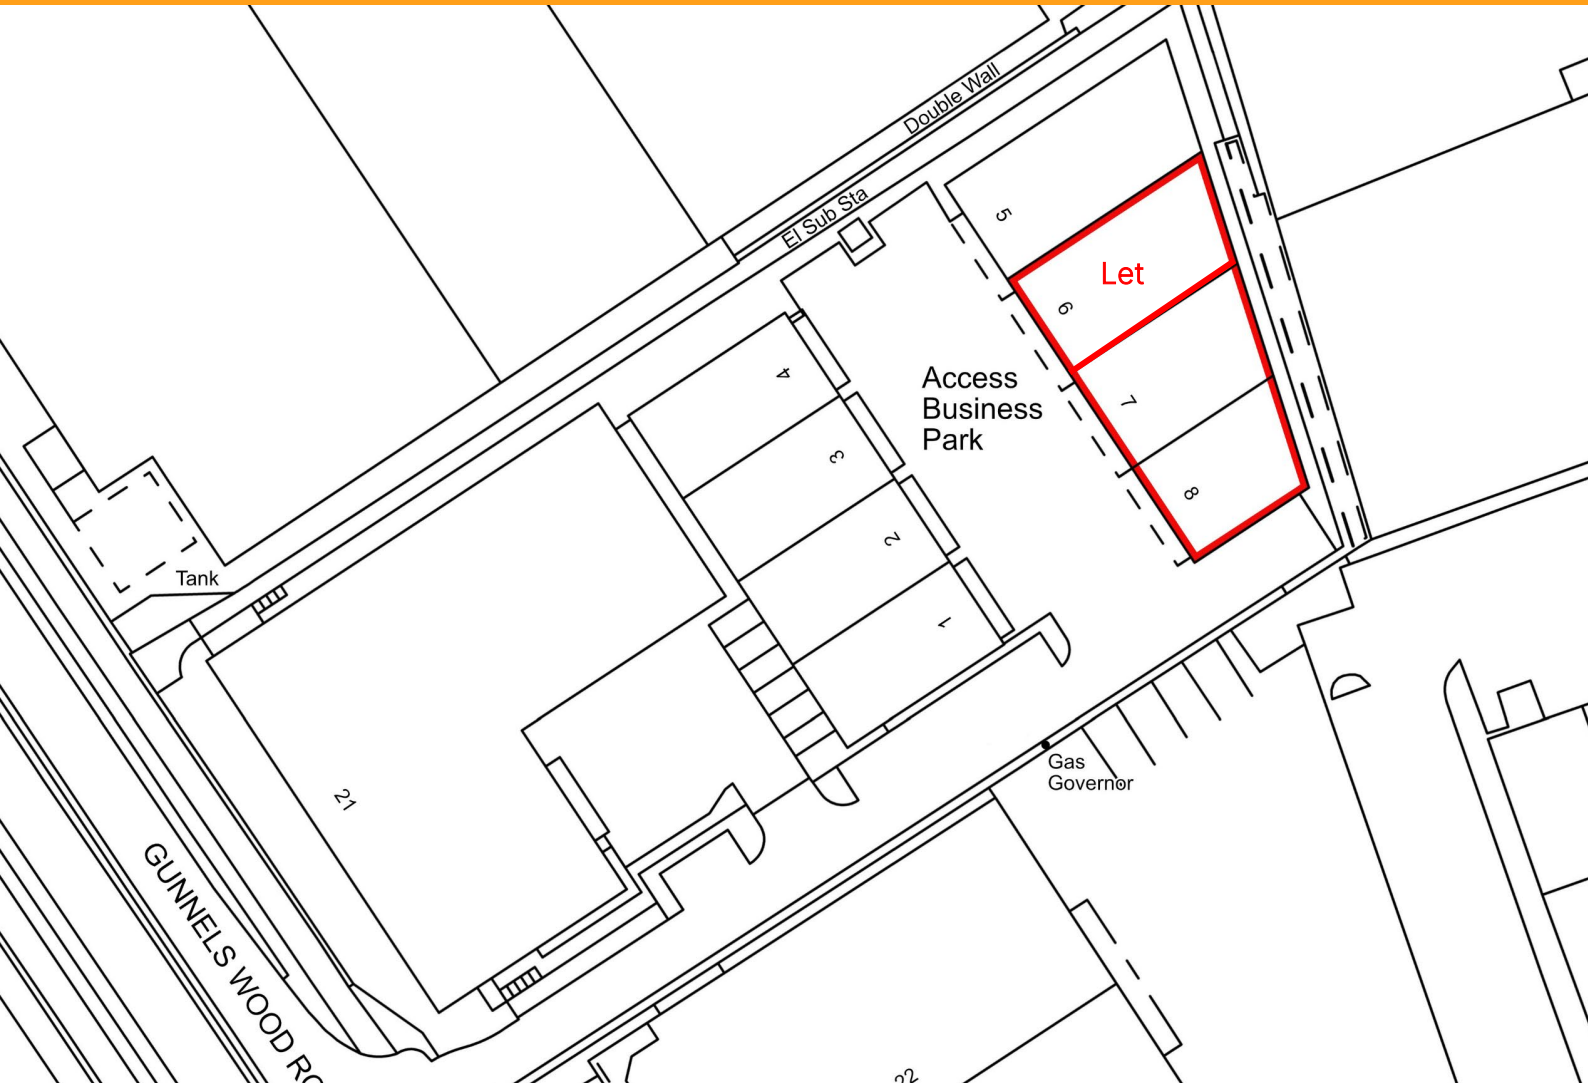 Double Wall
El Sub Sta
5
Let
6
4
Access
Business
Park
7
3
8
2
Tank
1
Gas
Governor
21
GUNNELS WOOD
22